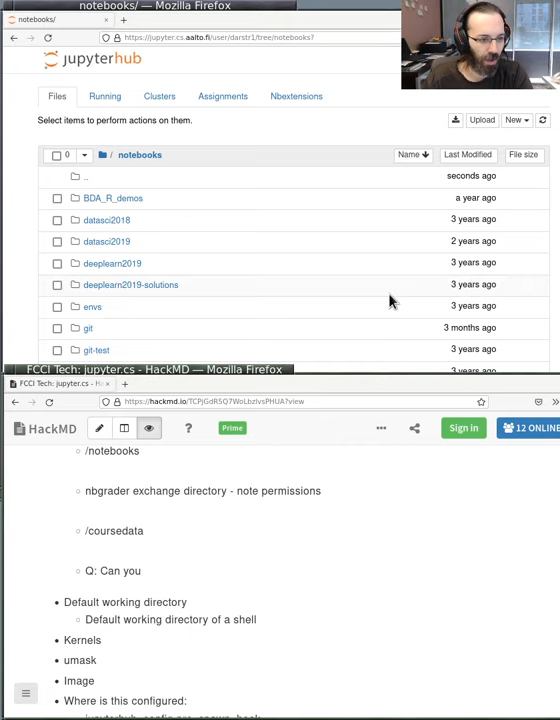 notebooks/ — Mozilla Firefox
notebooks/ × +
https://jupyter.cs.aalto.fi/user/darstr1/tree/notebooks?
jupyterhub
Files Running Clusters Assignments Nbextensions
Select items to perform actions on them.
Upload New
0 / notebooks Name Last Modified File size
.. seconds ago
BDA_R_demos a year ago
datasci2018 3 years ago
datasci2019 2 years ago
deeplearn2019 3 years ago
deeplearn2019-solutions 3 years ago
envs 3 years ago
git 3 months ago
git-test 3 years ago
FCCI Tech: jupyter.cs — HackMD — Mozilla Firefox
FCCI Tech: jupyter.cs - H × +
https://hackmd.io/TCPJGdR5Q7WoLbzIvsPHUA?view
HackMD ? Prime ••• Sign in 12 ONLINE
/notebooks
nbgrader exchange directory - note permissions
/coursedata
Q: Can you
Default working directory
Default working directory of a shell
Kernels
umask
Image
Where is this configured: